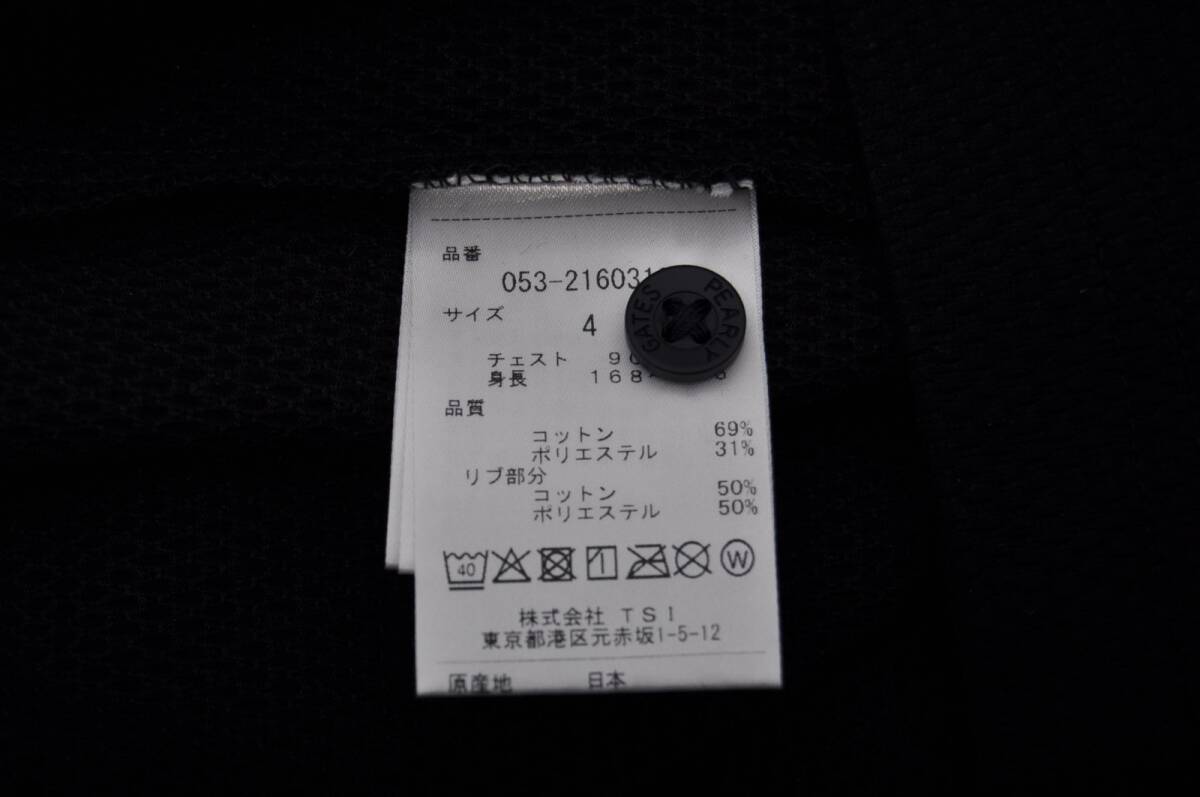 品番
053-216031
サイズ
4
チェスト 90
身長 168
品質
コットン 69%
ポリエステル 31%
リブ部分
コットン 50%
ポリエステル 50%
40
W
株式会社 TSI
東京都港区元赤坂1-5-12
原産地 日本
PEARLY GATES